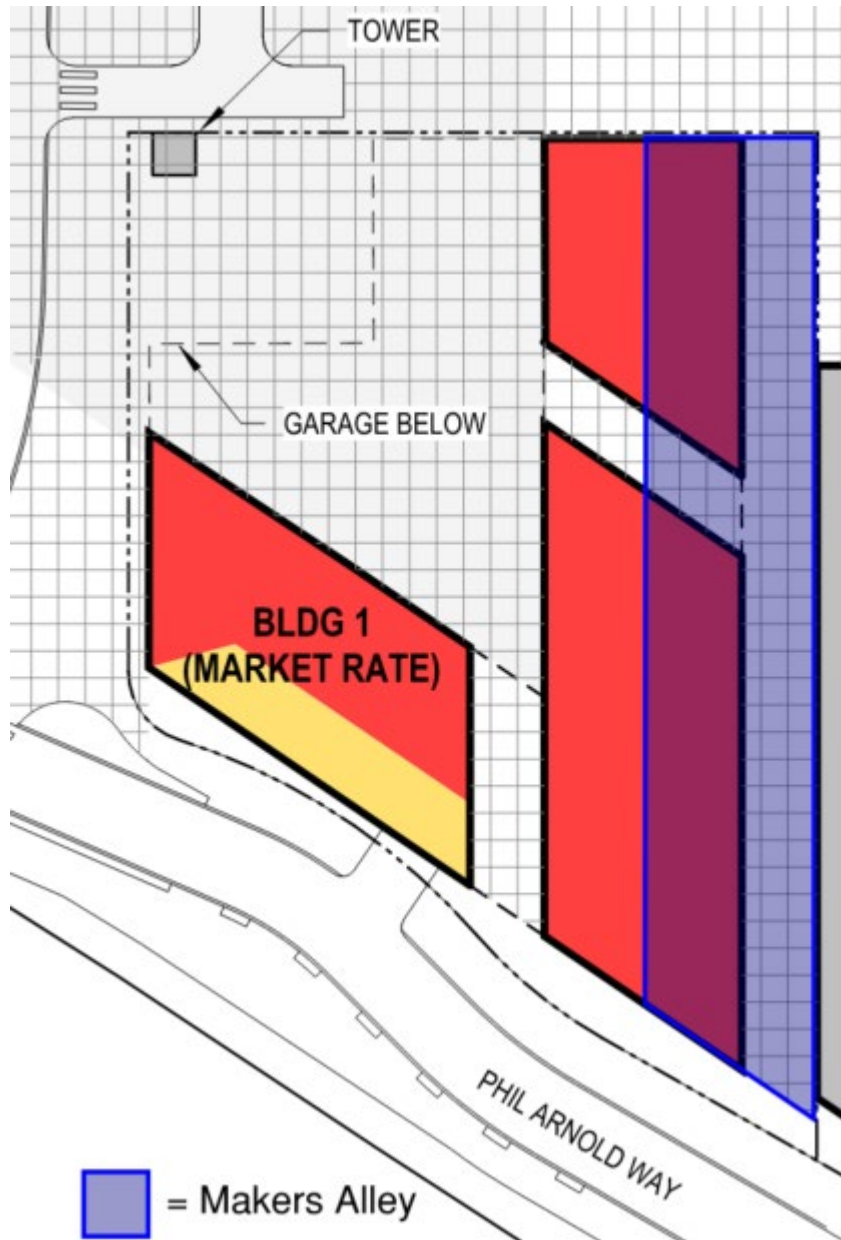 TOWER
GARAGE BELOW
BLDG 1
(MARKET RATE)
PHIL ARNOLD WAY
= Makers Alley